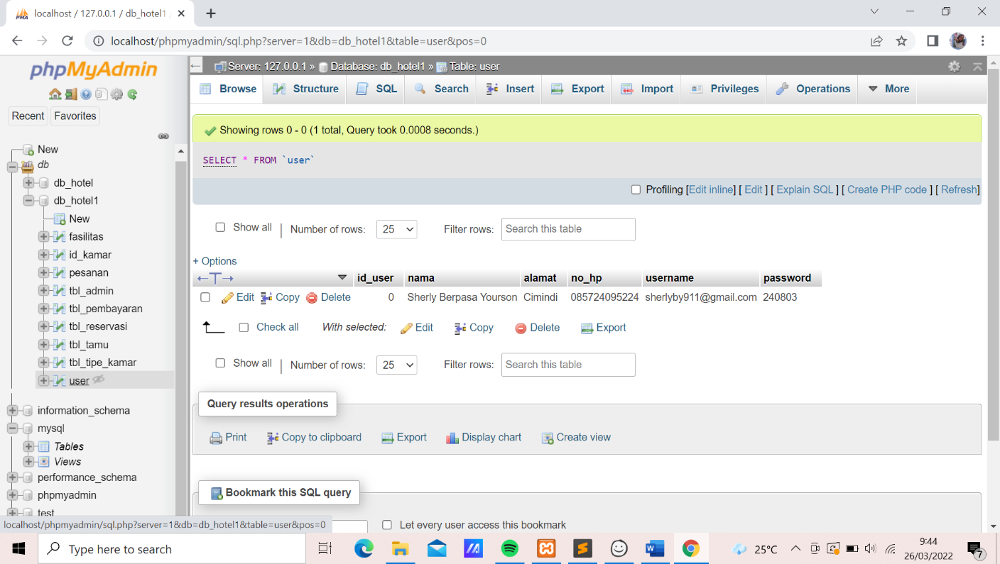 localhost / 127.0.0.1 / db_hotel1
localhost/phpmyadmin/sql.php?server=1&db=db_hotel1&table=user&pos=0
phpMyAdmin
Recent Favorites
New
db
db_hotel
db_hotel1
New
fasilitas
id_kamar
pesanan
tbl_admin
tbl_pembayaran
tbl_reservasi
tbl_tamu
tbl_tipe_kamar
user
information_schema
mysql
Tables
Views
performance_schema
phpmyadmin
test
localhost/phpmyadmin/sql.php?server=1&db=db_hotel1&table=user&pos=0
Server: 127.0.0.1 » Database: db_hotel1 » Table: user
Browse Structure SQL Search Insert Export Import Privileges Operations More
Showing rows 0 - 0 (1 total, Query took 0.0008 seconds.)
SELECT * FROM `user`
Profiling [Edit inline] [ Edit ] [ Explain SQL ] [ Create PHP code ] [ Refresh]
Show all | Number of rows: 25 Filter rows: Search this table
+ Options
←T→ id_user nama alamat no_hp username password
Edit Copy Delete 0 Sherly Berpasa Yourson Cimindi 085724095224 sherlyby911@gmail.com 240803
Check all With selected: Edit Copy Delete Export
Show all | Number of rows: 25 Filter rows: Search this table
Query results operations
Print Copy to clipboard Export Display chart Create view
Bookmark this SQL query
Let every user access this bookmark
Type here to search
25°C
9:44
26/03/2022
7